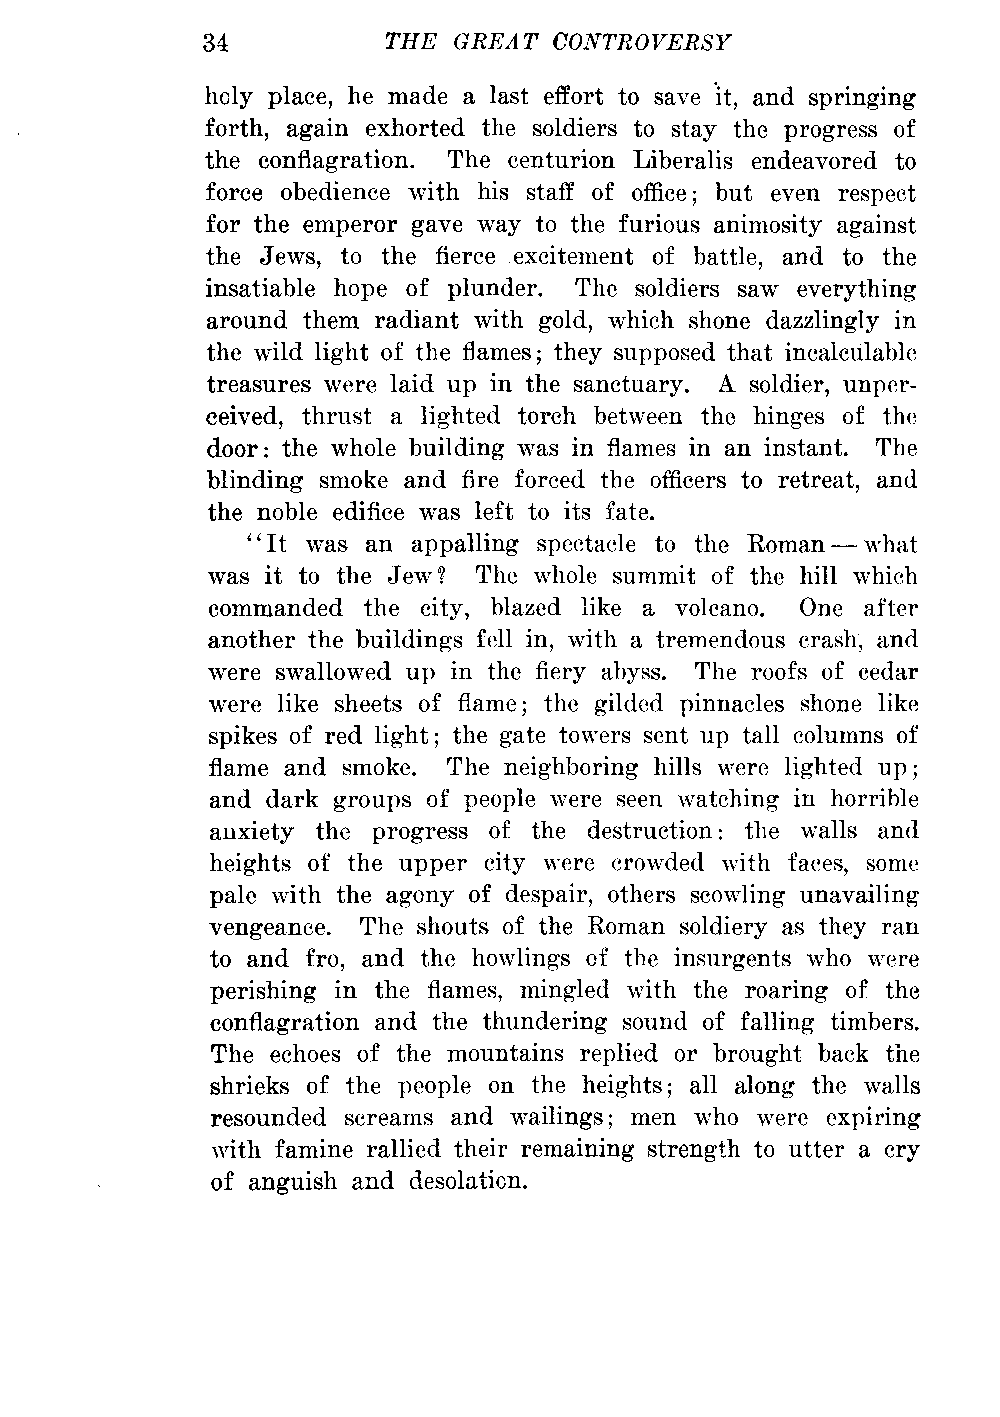 34 THE GREAT CONTROVERSY
holy place, he made a last effort to save it, and springing
forth, again exhorted the soldiers to stay the progress of
the conflagration. The centurion Liberalis endeavored to
force obedience with his staff of office; but even respect
for the emperor gave way to the furious animosity against
the Jews, to the fierce excitement of battle, and to the
insatiable hope of plunder. The soldiers saw everything
around them radiant with gold, which shone dazzlingly in
the wild light of the flames; they supposed that incalculable
treasures were laid up in the sanctuary. A soldier, unper-
ceived, thrust a lighted torch between the hinges of the
door: the whole building was in flames in an instant. The
blinding smoke and fire forced the officers to retreat, and
the noble edifice was left to its fate.
"It was an appalling spectacle to the Roman — what
was it to the Jew? The whole summit of the hill which
commanded the city, blazed like a volcano. One after
another the buildings fell in, with a tremendous crash, and
were swallowed up in the fiery abyss. The roofs of cedar
were like sheets of flame; the gilded pinnacles shone like
spikes of red light; the gate towers sent up tall columns of
flame and smoke. The neighboring hills were lighted up;
and dark groups of people were seen watching in horrible
anxiety the progress of the destruction: the walls and
heights of the upper city were crowded with faces, some
pale with the agony of despair, others scowling unavailing
vengeance. The shouts of the Roman soldiery as they ran
to and fro, and the howlings of the insurgents who were
perishing in the flames, mingled with the roaring of the
conflagration and the thundering sound of falling timbers.
The echoes of the mountains replied or brought back the
shrieks of the people on the heights; all along the walls
resounded screams and wailings; men who were expiring
with famine rallied their remaining strength to utter a cry
of anguish and desolation.